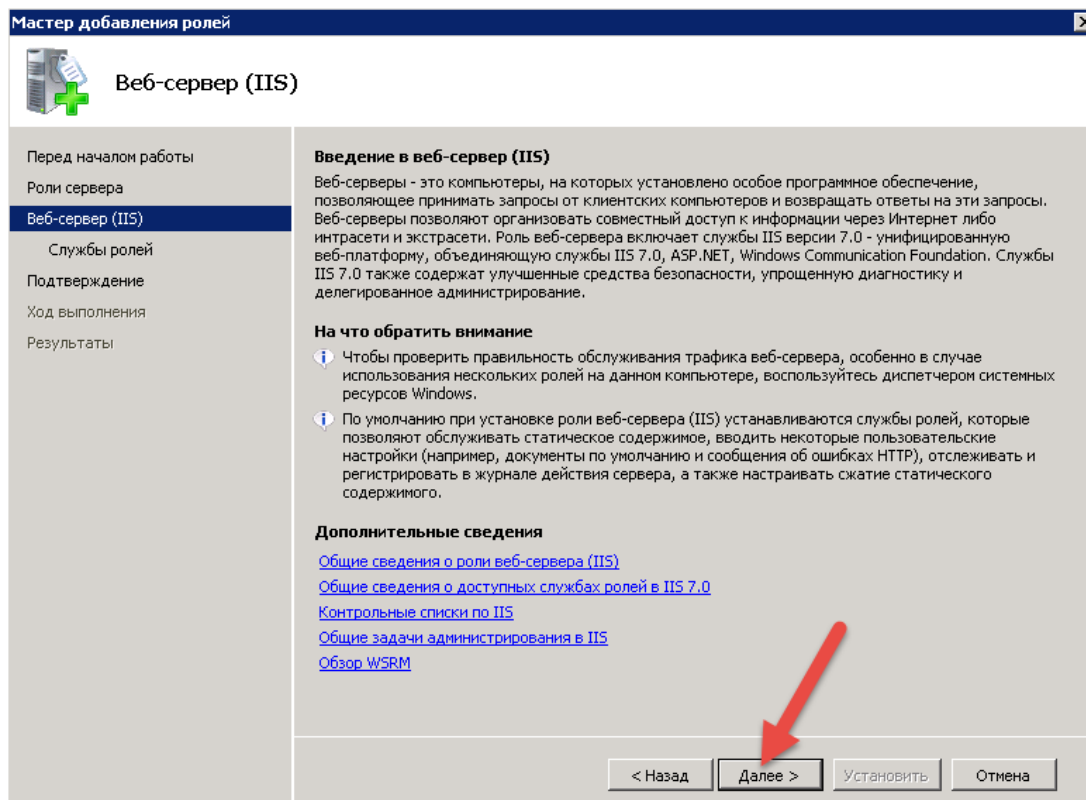 Мастер добавления ролей
Веб-сервер (IIS)
Перед началом работы
Роли сервера
Веб-сервер (IIS)
Службы ролей
Подтверждение
Ход выполнения
Результаты
Введение в веб-сервер (IIS)
Веб-серверы - это компьютеры, на которых установлено особое программное обеспечение,
позволяющее принимать запросы от клиентских компьютеров и возвращать ответы на эти запросы.
Веб-серверы позволяют организовать совместный доступ к информации через Интернет либо
интрасети и экстрасети. Роль веб-сервера включает службы IIS версии 7.0 - унифицированную
веб-платформу, объединяющую службы IIS 7.0, ASP.NET, Windows Communication Foundation. Службы
IIS 7.0 также содержат улучшенные средства безопасности, упрощенную диагностику и
делегированное администрирование.
На что обратить внимание
Чтобы проверить правильность обслуживания трафика веб-сервера, особенно в случае
использования нескольких ролей на данном компьютере, воспользуйтесь диспетчером системных
ресурсов Windows.
По умолчанию при установке роли веб-сервера (IIS) устанавливаются службы ролей, которые
позволяют обслуживать статическое содержимое, вводить некоторые пользовательские
настройки (например, документы по умолчанию и сообщения об ошибках HTTP), отслеживать и
регистрировать в журнале действия сервера, а также настраивать сжатие статического
содержимого.
Дополнительные сведения
Общие сведения о роли веб-сервера (IIS)
Общие сведения о доступных службах ролей в IIS 7.0
Контрольные списки по IIS
Общие задачи администрирования в IIS
Обзор WSRM
< Назад
Далее >
Установить
Отмена